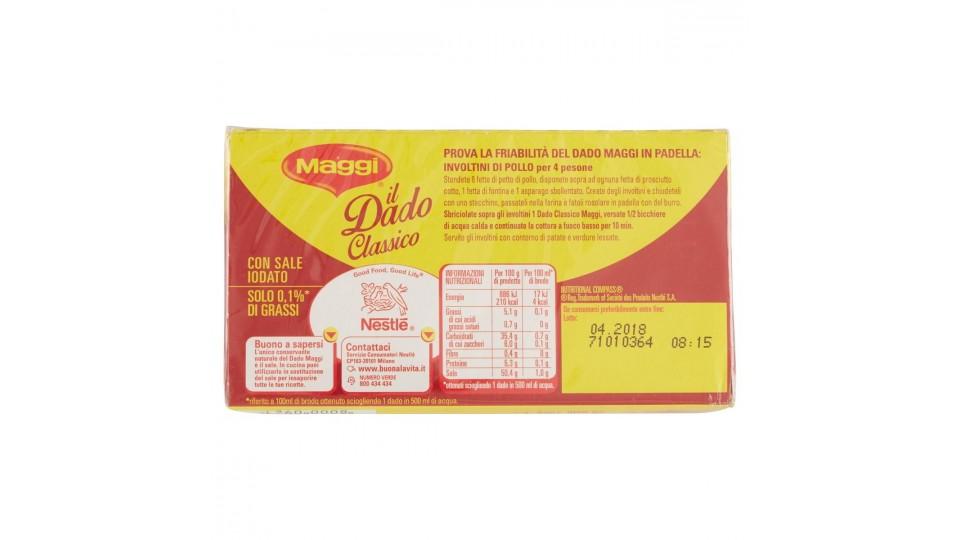 Maggi®
il
Dado
Classico
CON SALE
IODATO
SOLO 0,1%*
DI GRASSI
PROVA LA FRIABILITÀ DEL DADO MAGGI IN PADELLA:
INVOLTINI DI POLLO per 4 pesone
Stendete 8 fette di petto di pollo, disponete sopra ad ognuna fetta di prosciutto
cotto, 1 fetta di fontina e 1 asparago sbollentato. Create degli involtini e chiudeteli
con uno stecchino, passateli nella farina e fateli rosolare in padella con del burro.
Sbriciolate sopra gli involtini 1 Dado Classico Maggi, versate 1/2 bicchiere
di acqua calda e continuate la cottura a fuoco basso per 10 min.
Servite gli involtini con contorno di patate e verdure lessate.
Good Food, Good Life®
Nestlé®
Buono a sapersi
L'unico conservante
naturale del Dado Maggi
è il sale. In cucina puoi
utilizzarlo in sostituzione
del sale per insaporire
tutte le tue ricette.
Contattaci
Servizio Consumatori Nestlé
CP163-20101 Milano
www.buonalavita.it
NUMERO VERDE
800 434 434
INFORMAZIONI NUTRIZIONALI Per 100 g di prodotto Per 100 ml* di brodo
Energia 886 kJ 210 kcal 17 kJ 4 kcal
Grassi 5,1 g 0,1 g
di cui acidi grassi saturi 0,7 g 0 g
Carboidrati 35,4 g 0,7 g
di cui zuccheri 6,0 g 0,1 g
Fibre 0,4 g 0 g
Proteine 5,3 g 0,1 g
Sale 50,4 g 1,0 g
*ottenuti sciogliendo 1 dado in 500 ml di acqua.
NUTRITIONAL COMPASS®
®Reg. Trademark of Société des Produits Nestlé S.A.
Da consumarsi preferibilmente entro fine:
Lotto:
04.2018
71010364 08:15
*riferito a 100ml di brodo ottenuto sciogliendo 1 dado in 500 ml di acqua.